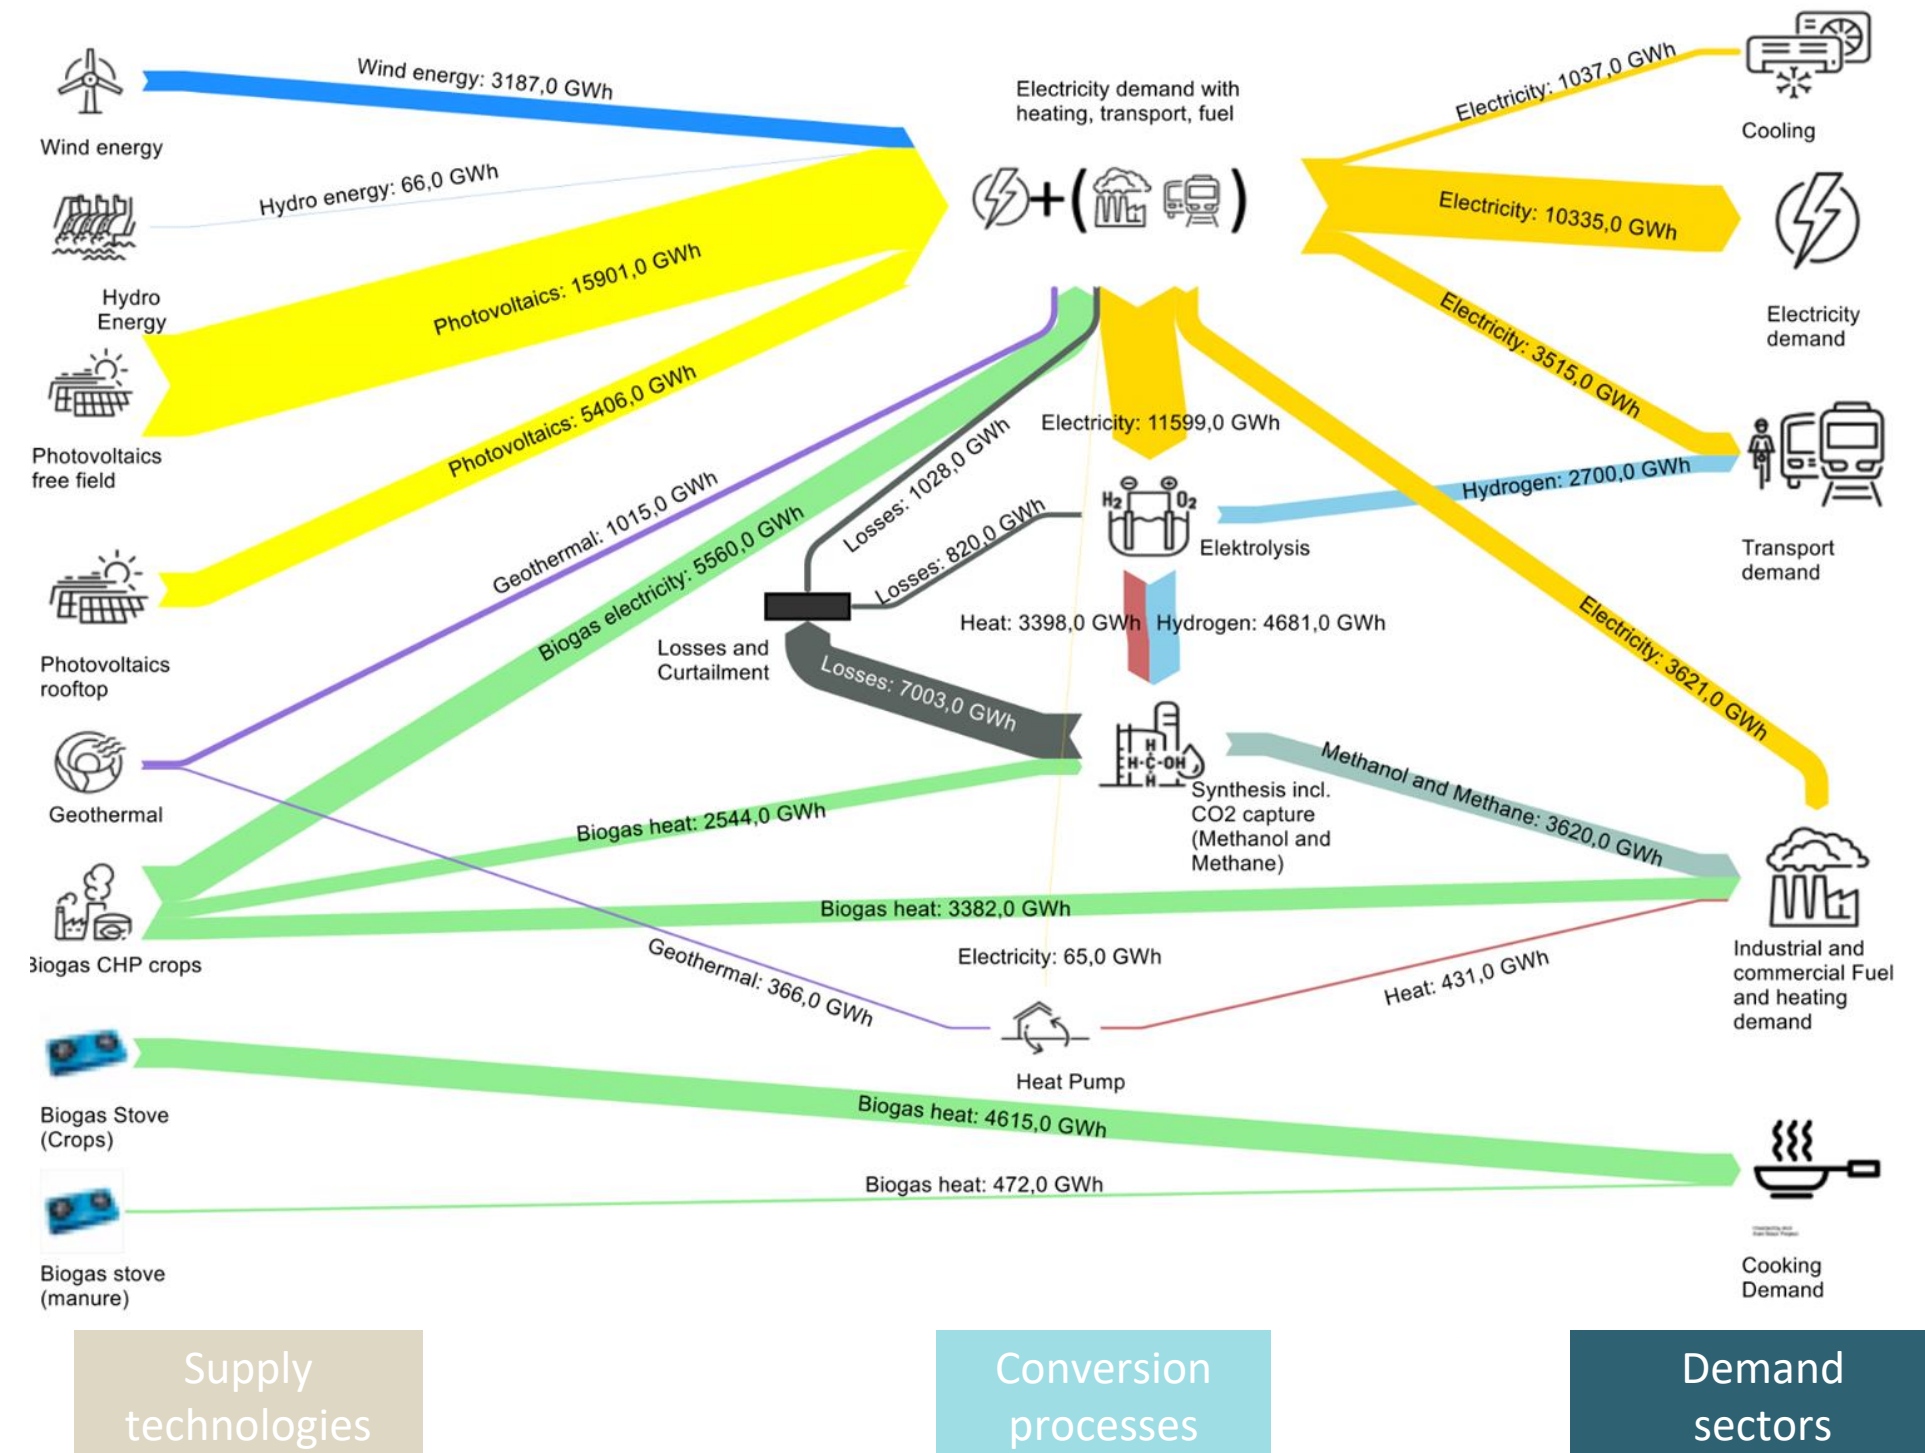 Wind energy: 3187,0 GWh
Wind energy
Hydro energy: 66,0 GWh
Hydro
Energy
Photovoltaics: 15901,0 GWh
Photovoltaics
free field
Photovoltaics: 5406,0 GWh
Photovoltaics
rooftop
Geothermal: 1015,0 GWh
Geothermal
Biogas electricity: 5560,0 GWh
Biogas heat: 2544,0 GWh
Biogas heat: 3382,0 GWh
Biogas CHP crops
Geothermal: 366,0 GWh
Biogas Stove
(Crops)
Biogas heat: 4615,0 GWh
Biogas heat: 472,0 GWh
Biogas stove
(manure)
Electricity demand with
heating, transport, fuel
+ ( )
Electricity: 11599,0 GWh
Losses: 1028,0 GWh
Losses: 820,0 GWh
Losses and
Curtailment
Losses: 7003,0 GWh
H2 O2
Elektrolysis
Heat: 3398,0 GWh
Hydrogen: 4681,0 GWh
H
H-C-OH
H
Synthesis incl.
CO2 capture
(Methanol and
Methane)
Electricity: 65,0 GWh
Heat Pump
Electricity: 1037,0 GWh
Cooling
Electricity: 10335,0 GWh
Electricity
demand
Electricity: 3515,0 GWh
Hydrogen: 2700,0 GWh
Transport
demand
Electricity: 3621,0 GWh
Methanol and Methane: 3620,0 GWh
Heat: 431,0 GWh
Industrial and
commercial Fuel
and heating
demand
Cooking
Demand
Supply
technologies
Conversion
processes
Demand
sectors